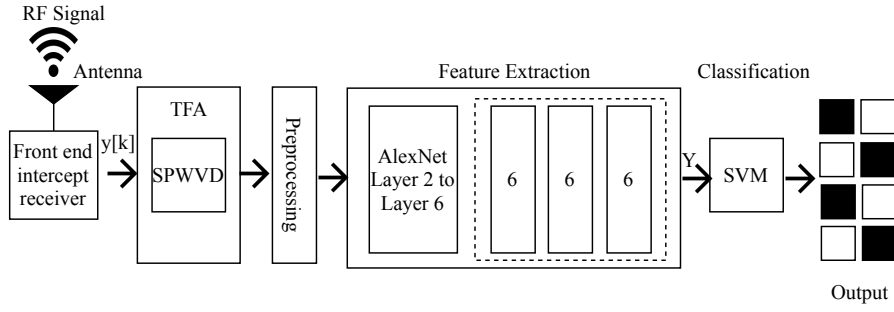 RF Signal
Antenna
Front end
intercept
receiver
y[k]
TFA
SPWVD
Preprocessing
Feature Extraction
AlexNet
Layer 2 to
Layer 6
6
6
6
Y
Classification
SVM
Output